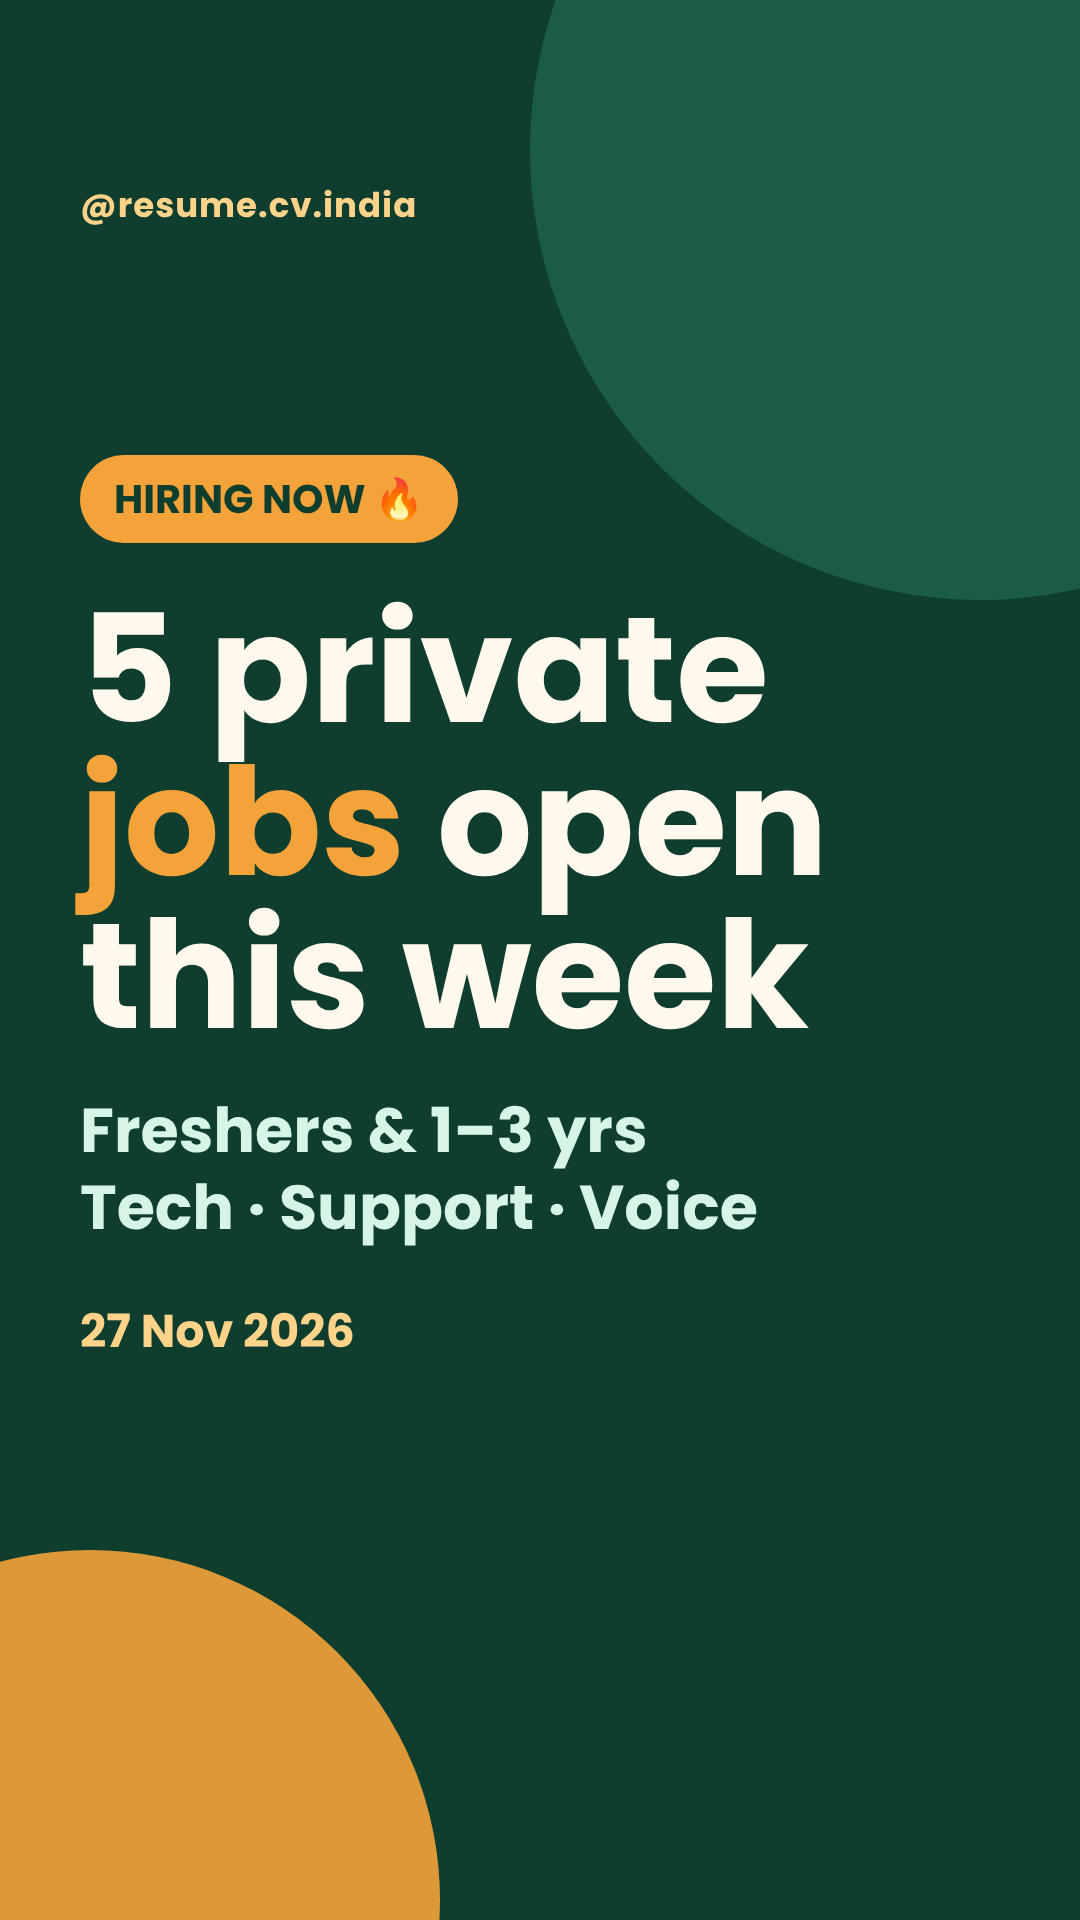 @resume.cv.india
HIRING NOW 🔥
5 private
jobs open
this week
Freshers & 1–3 yrs
Tech · Support · Voice
27 Nov 2026